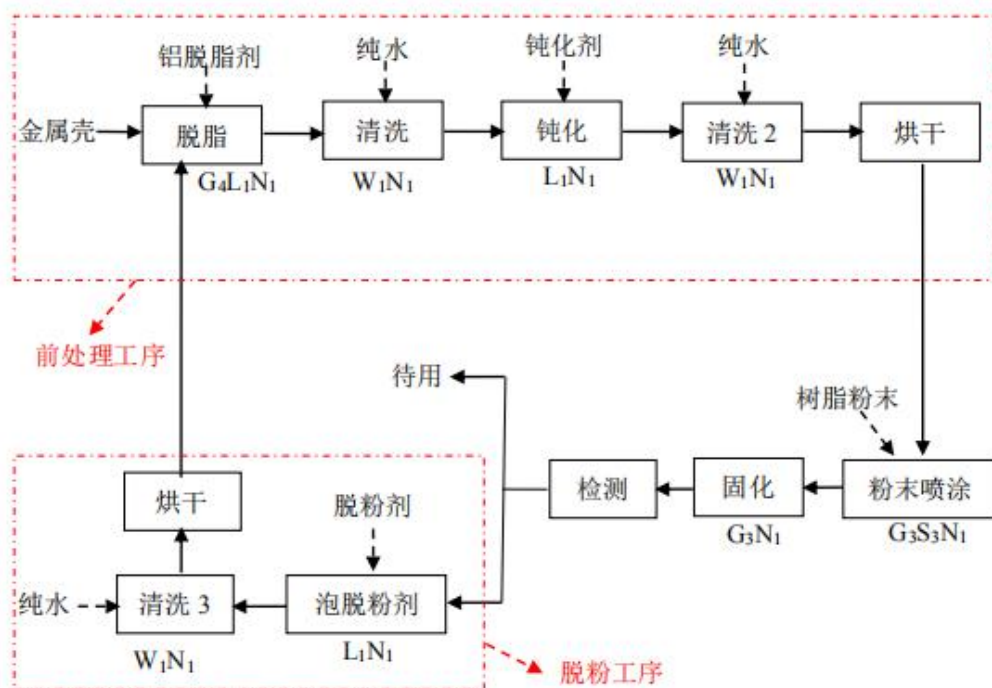 铝脱脂剂
纯水
钝化剂
纯水
金属壳
脱脂
清洗
钝化
清洗 2
烘干
G₄L₁N₁
W₁N₁
L₁N₁
W₁N₁
前处理工序
待用
树脂粉末
烘干
脱粉剂
检测
固化
粉末喷涂
G₃N₁
G₃S₃N₁
纯水
清洗 3
泡脱粉剂
W₁N₁
L₁N₁
脱粉工序